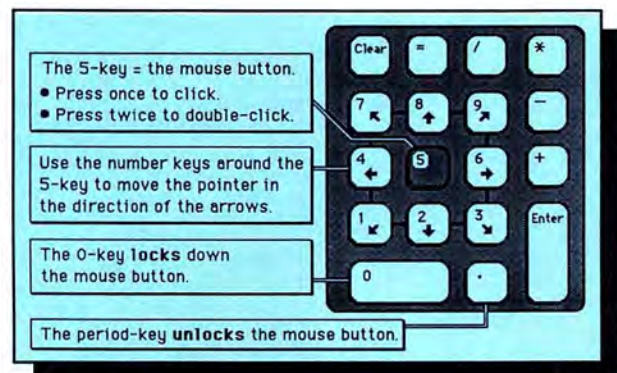 The 5-key = the mouse button.
• Press once to click.
• Press twice to double-click.
Use the number keys around the
5-key to move the pointer in
the direction of the arrows.
The 0-key locks down
the mouse button.
The period-key unlocks the mouse button.
Clear = / *
7 8 9 -
4 5 6 +
1 2 3 Enter
0 .